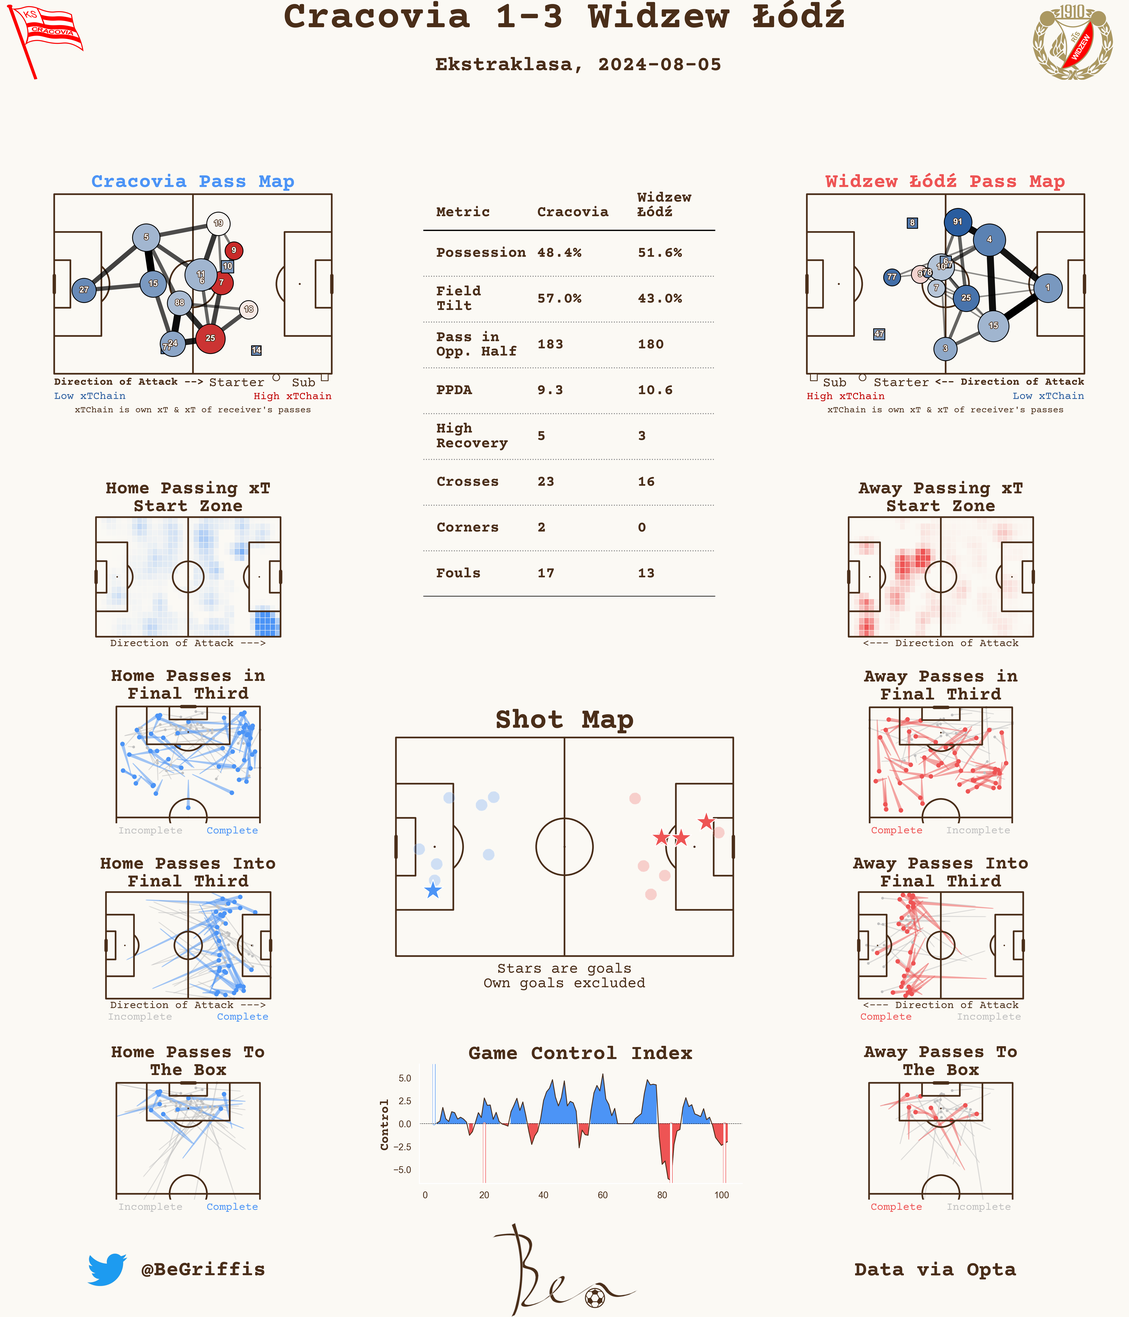 Cracovia 1-3 Widzew Łódź
Ekstraklasa, 2024-08-05
KS
CRACOVIA
1910
RTS
WIDZEW
Cracovia Pass Map
27
5
15
88
24
19
9
10
11
6
7
18
25
14
Direction of Attack -->
Starter
Sub
Low xTChain
High xTChain
xTChain is own xT & xT of receiver's passes
Metric
Cracovia
Widzew
Łódź
Possession 48.4% 51.6%
Field
Tilt
57.0% 43.0%
Pass in
Opp. Half
183 180
PPDA 9.3 10.6
High
Recovery
5 3
Crosses 23 16
Corners 2 0
Fouls 17 13
Widzew Łódź Pass Map
8
91
4
77
78
7
25
1
15
47
3
Sub
Starter
<-- Direction of Attack
High xTChain
Low xTChain
xTChain is own xT & xT of receiver's passes
Home Passing xT
Start Zone
Direction of Attack --->
Away Passing xT
Start Zone
<--- Direction of Attack
Home Passes in
Final Third
Incomplete
Complete
Away Passes in
Final Third
Complete
Incomplete
Shot Map
Stars are goals
Own goals excluded
Home Passes Into
Final Third
Direction of Attack --->
Incomplete
Complete
Away Passes Into
Final Third
<--- Direction of Attack
Complete
Incomplete
Home Passes To
The Box
Incomplete
Complete
Game Control Index
Control
5.0
2.5
0.0
−2.5
−5.0
0 20 40 60 80 100
Away Passes To
The Box
Complete
Incomplete
@BeGriffis
Bea
Data via Opta